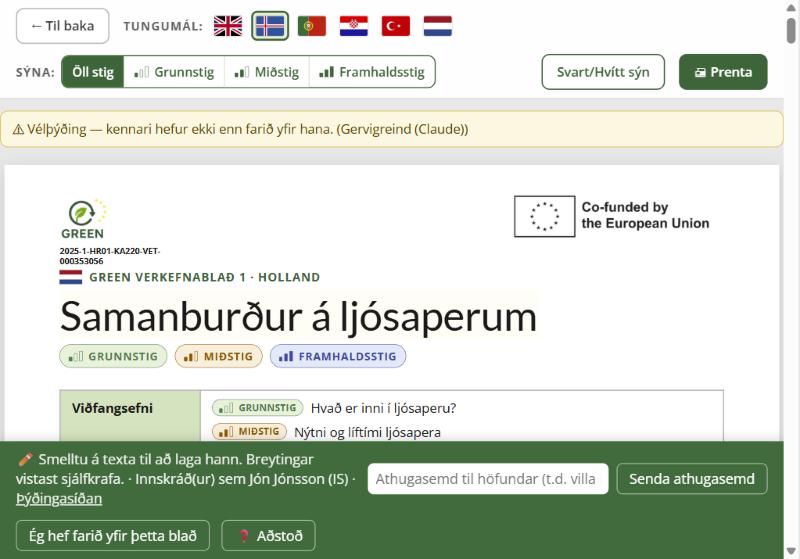 ← Til baka
TUNGUMÁL:
SÝNA:
Öll stig
Grunnstig
Miðstig
Framhaldsstig
Svart/Hvítt sýn
Prenta
⚠ Vélþýðing — kennari hefur ekki enn farið yfir hana. (Gervigreind (Claude))
GREEN
2025-1-HR01-KA220-VET-
000353056
Co-funded by
the European Union
GREEN VERKEFNABLAÐ 1 · HOLLAND
Samanburður á ljósaperum
GRUNNSTIG
MIÐSTIG
FRAMHALDSSTIG
Viðfangsefni
GRUNNSTIG Hvað er inni í ljósaperu?
MIÐSTIG Nýtni og líftími ljósapera
Smelltu á texta til að laga hann. Breytingar
vistast sjálfkrafa. · Innskráð(ur) sem Jón Jónsson (IS) ·
Þýðingasíðan
Athugasemd til höfundar (t.d. villa
Senda athugasemd
Ég hef farið yfir þetta blað
❓ Aðstoð